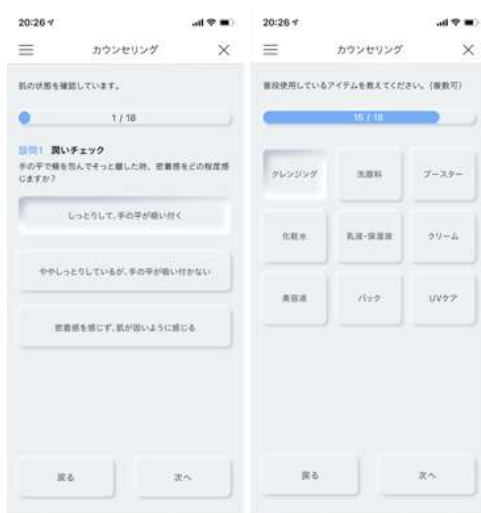 20:26
カウンセリング
肌の状態を確認しています。
1 / 18
設問1 潤いチェック
手の平で頬を包んでそっと離した時、密着感をどの程度感
じますか?
しっとりして、手の平が吸い付く
ややしっとりしているが、手の平が吸い付かない
密着感を感じず、肌が固いように感じる
戻る
次へ
20:26
カウンセリング
普段使用しているアイテムを教えてください。(複数可)
15 / 18
クレンジング
洗顔料
ブースター
化粧水
乳液・保湿液
クリーム
美容液
パック
UVケア
戻る
次へ